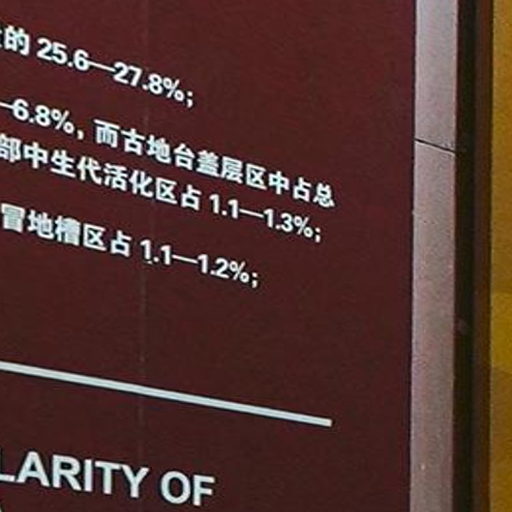 的 25.6—27.8%;
—6.8%, 而古地台盖层区中占总
部中生代活化区占 1.1—1.3%;
冒地槽区占 1.1—1.2%;
LARITY OF